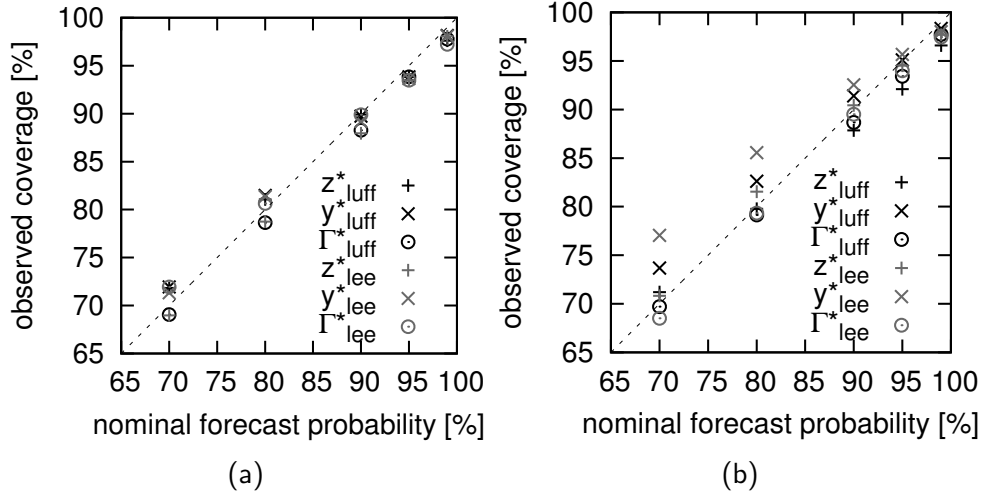 100
95
90
85
80
75
70
65
observed coverage [%]
z*luff
y*luff
Γ*luff
z*lee
y*lee
Γ*lee
65 70 75 80 85 90 95 100
nominal forecast probability [%]
(a)
100
95
90
85
80
75
70
65
observed coverage [%]
z*luff
y*luff
Γ*luff
z*lee
y*lee
Γ*lee
65 70 75 80 85 90 95 100
nominal forecast probability [%]
(b)